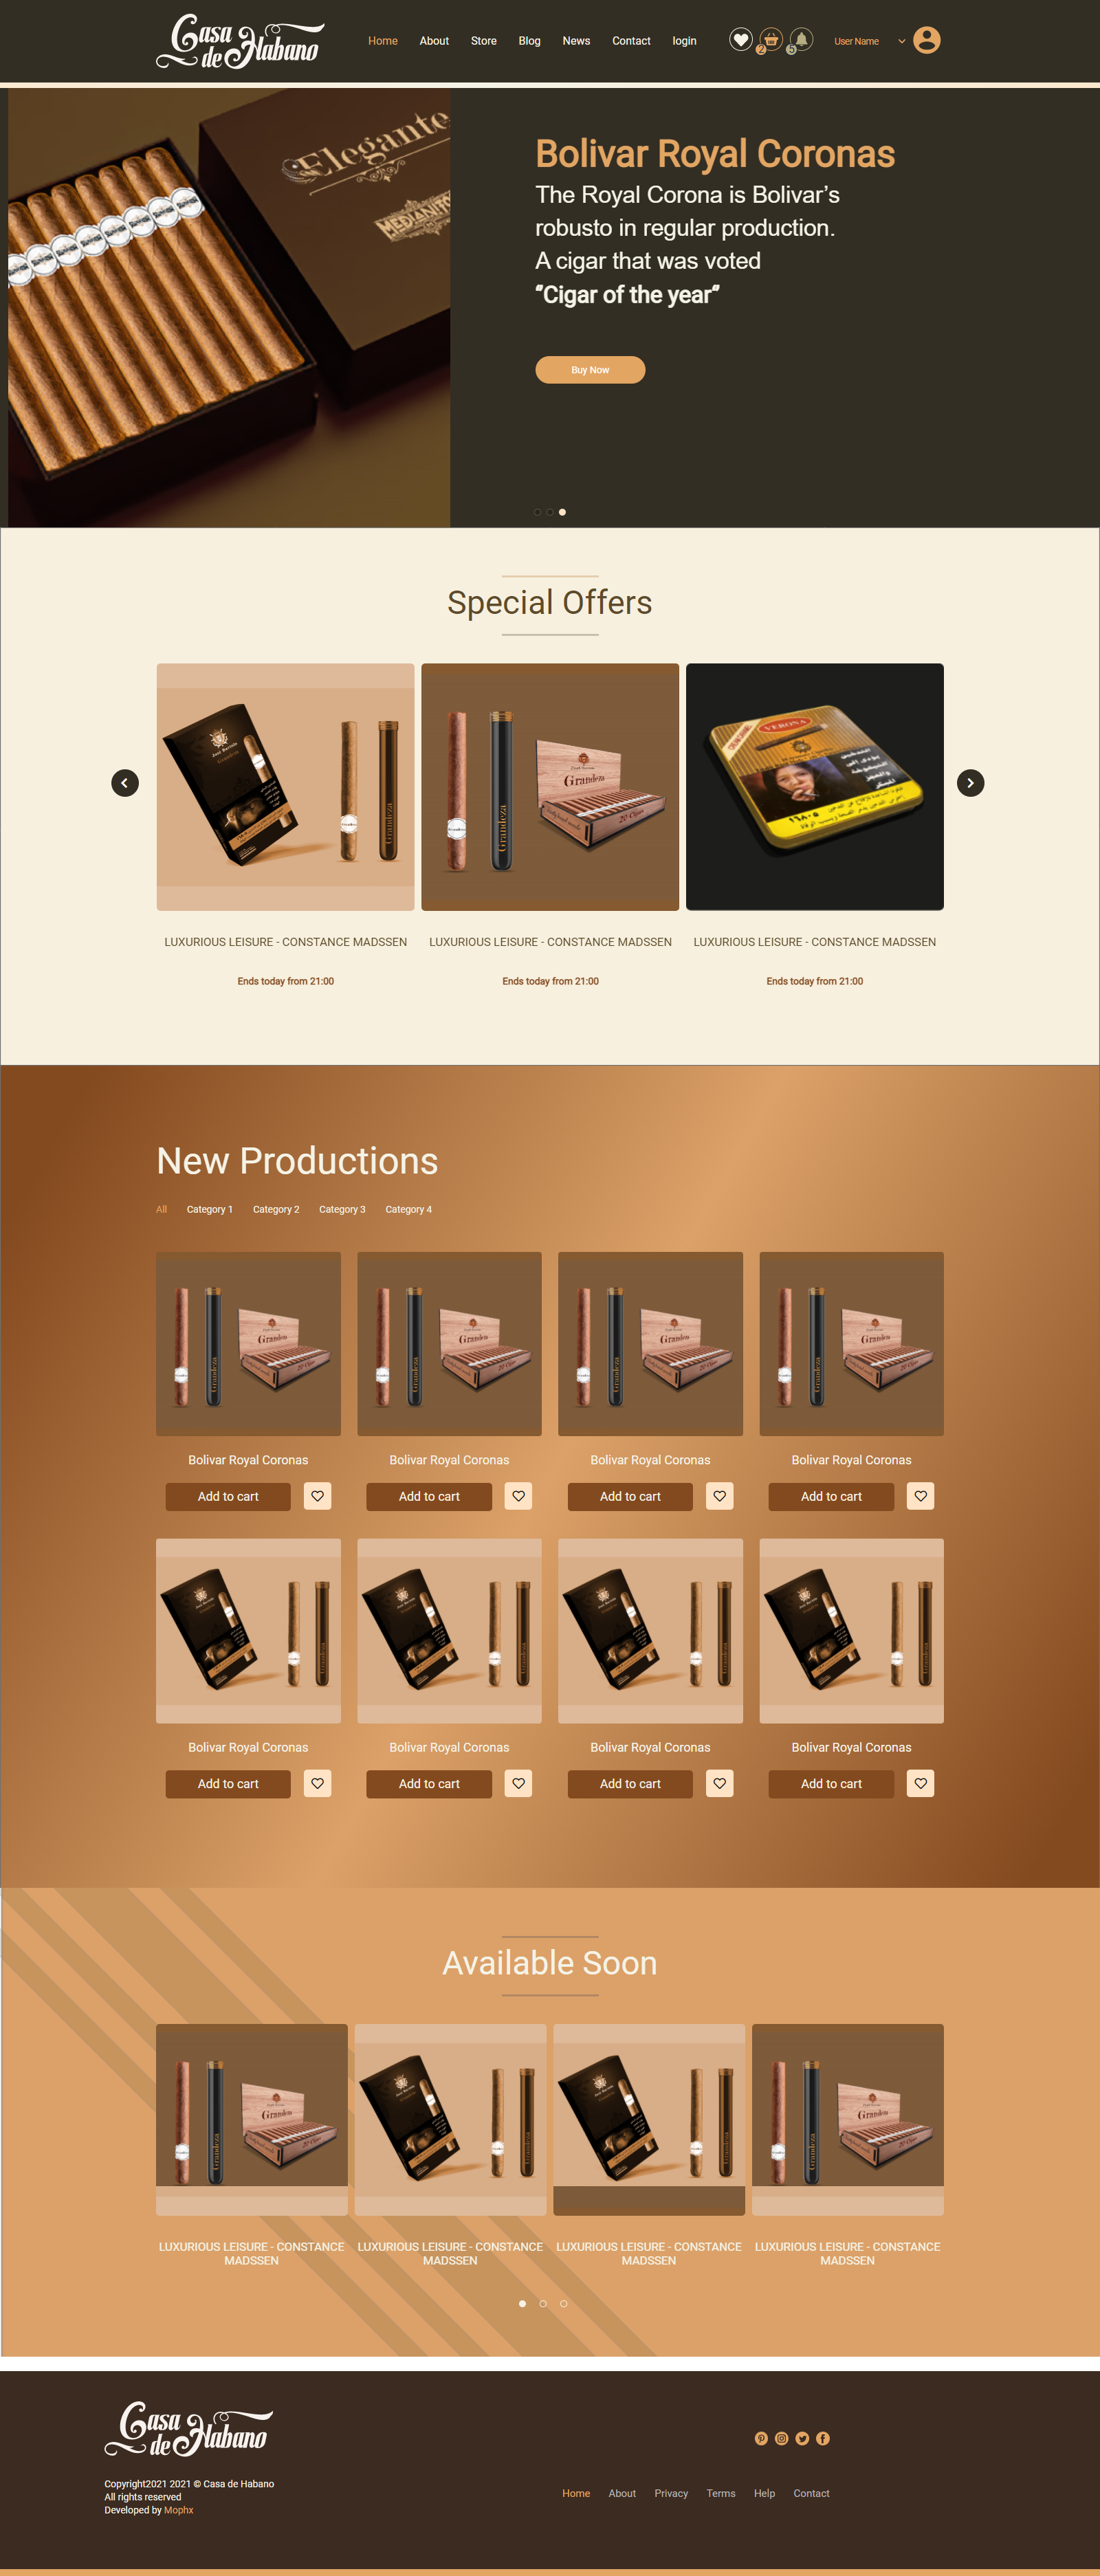 Casa de Habano
Home About Store Blog News Contact login
2 5 User Name
Elegante
Bolivar Royal Coronas
The Royal Corona is Bolivar’s
robusto in regular production.
A cigar that was voted
“Cigar of the year”
Buy Now
Special Offers
Grandeza
Grandeza
Grandeza
20 Cigar
VERONA
LUXURIOUS LEISURE - CONSTANCE MADSSEN LUXURIOUS LEISURE - CONSTANCE MADSSEN LUXURIOUS LEISURE - CONSTANCE MADSSEN
Ends today from 21:00 Ends today from 21:00 Ends today from 21:00
New Productions
All Category 1 Category 2 Category 3 Category 4
Bolivar Royal Coronas Bolivar Royal Coronas Bolivar Royal Coronas Bolivar Royal Coronas
Add to cart Add to cart Add to cart Add to cart
Bolivar Royal Coronas Bolivar Royal Coronas Bolivar Royal Coronas Bolivar Royal Coronas
Add to cart Add to cart Add to cart Add to cart
Available Soon
LUXURIOUS LEISURE - CONSTANCE MADSSEN
LUXURIOUS LEISURE - CONSTANCE MADSSEN
LUXURIOUS LEISURE - CONSTANCE MADSSEN
LUXURIOUS LEISURE - CONSTANCE MADSSEN
Casa de Habano
Copyright2021 2021 © Casa de Habano
All rights reserved
Developed by Mophx
Home About Privacy Terms Help Contact